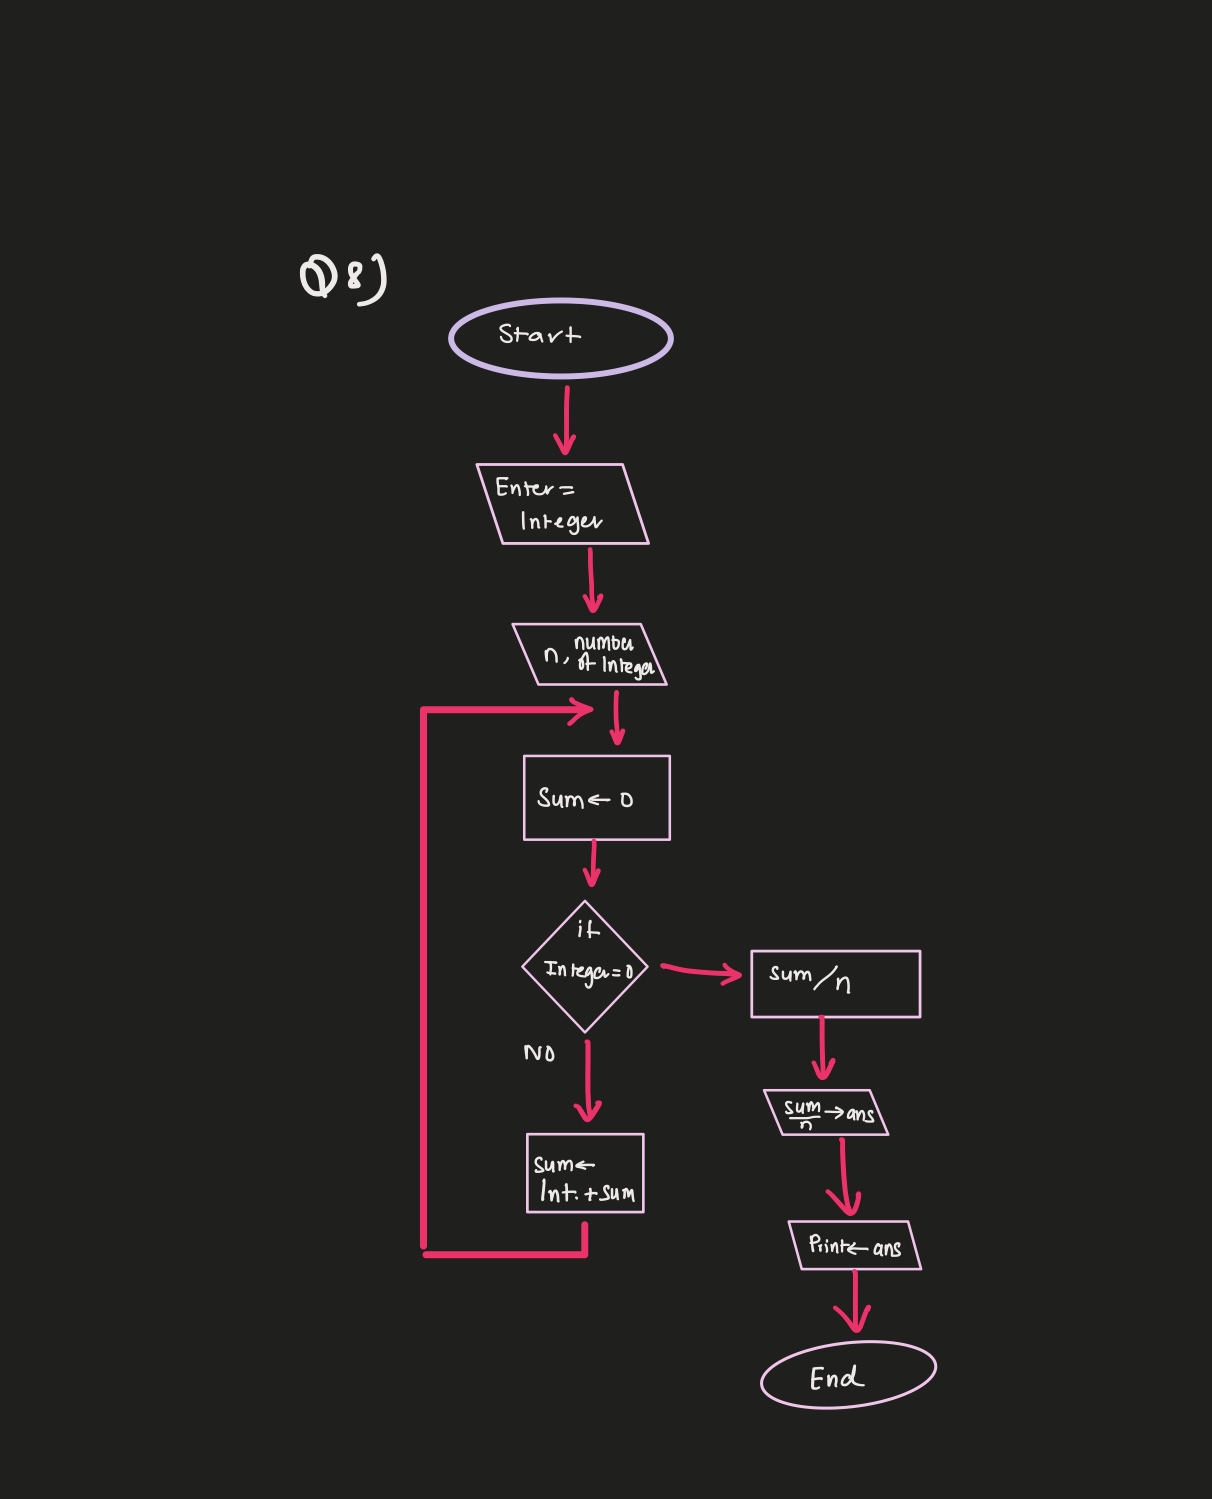 Q8)
Start
Enter =
Integer
n, number
of Integer
Sum ← 0
if
Integer = 0
Sum / n
NO
sum
n → ans
Sum ←
Int. + sum
Print ← ans
End